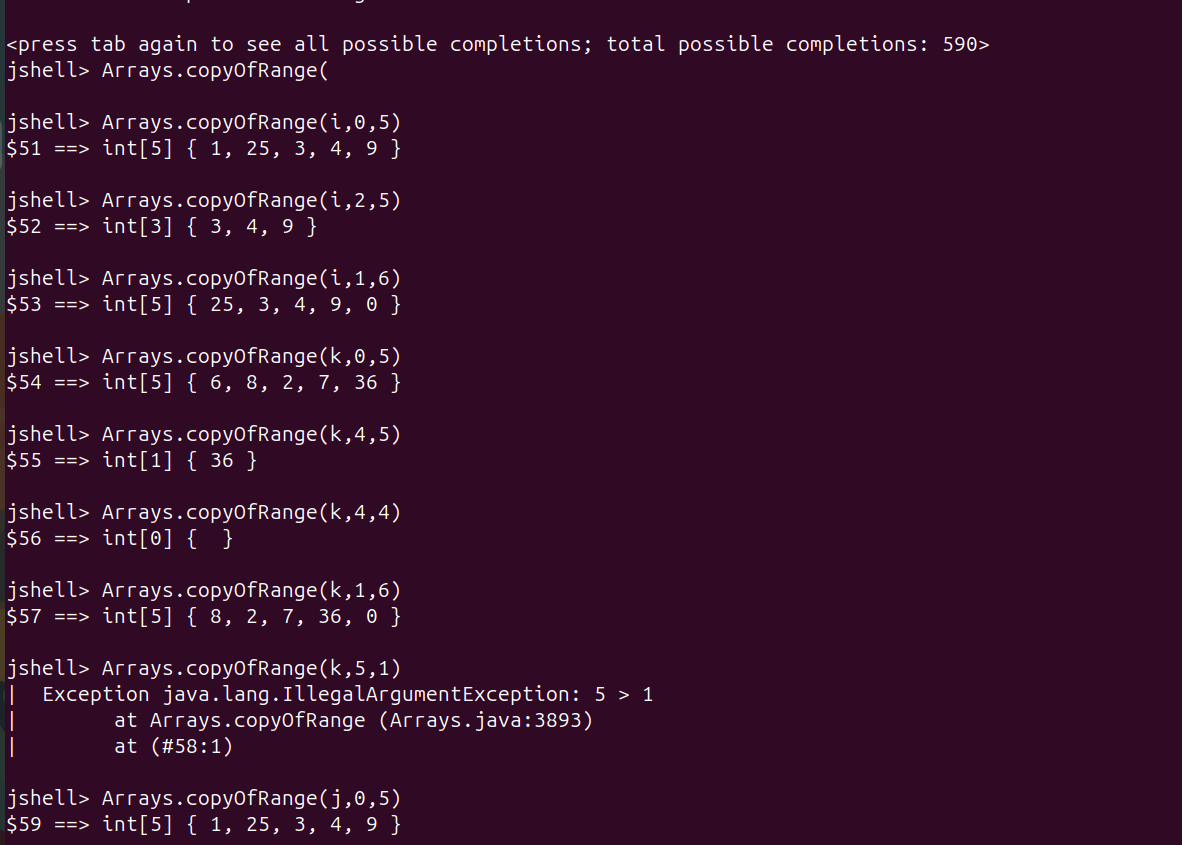 <press tab again to see all possible completions; total possible completions: 590>
jshell> Arrays.copyOfRange(
jshell> Arrays.copyOfRange(i,0,5)
$51 ==> int[5] { 1, 25, 3, 4, 9 }
jshell> Arrays.copyOfRange(i,2,5)
$52 ==> int[3] { 3, 4, 9 }
jshell> Arrays.copyOfRange(i,1,6)
$53 ==> int[5] { 25, 3, 4, 9, 0 }
jshell> Arrays.copyOfRange(k,0,5)
$54 ==> int[5] { 6, 8, 2, 7, 36 }
jshell> Arrays.copyOfRange(k,4,5)
$55 ==> int[1] { 36 }
jshell> Arrays.copyOfRange(k,4,4)
$56 ==> int[0] {  }
jshell> Arrays.copyOfRange(k,1,6)
$57 ==> int[5] { 8, 2, 7, 36, 0 }
jshell> Arrays.copyOfRange(k,5,1)
|  Exception java.lang.IllegalArgumentException: 5 > 1
|        at Arrays.copyOfRange (Arrays.java:3893)
|        at (#58:1)
jshell> Arrays.copyOfRange(j,0,5)
$59 ==> int[5] { 1, 25, 3, 4, 9 }